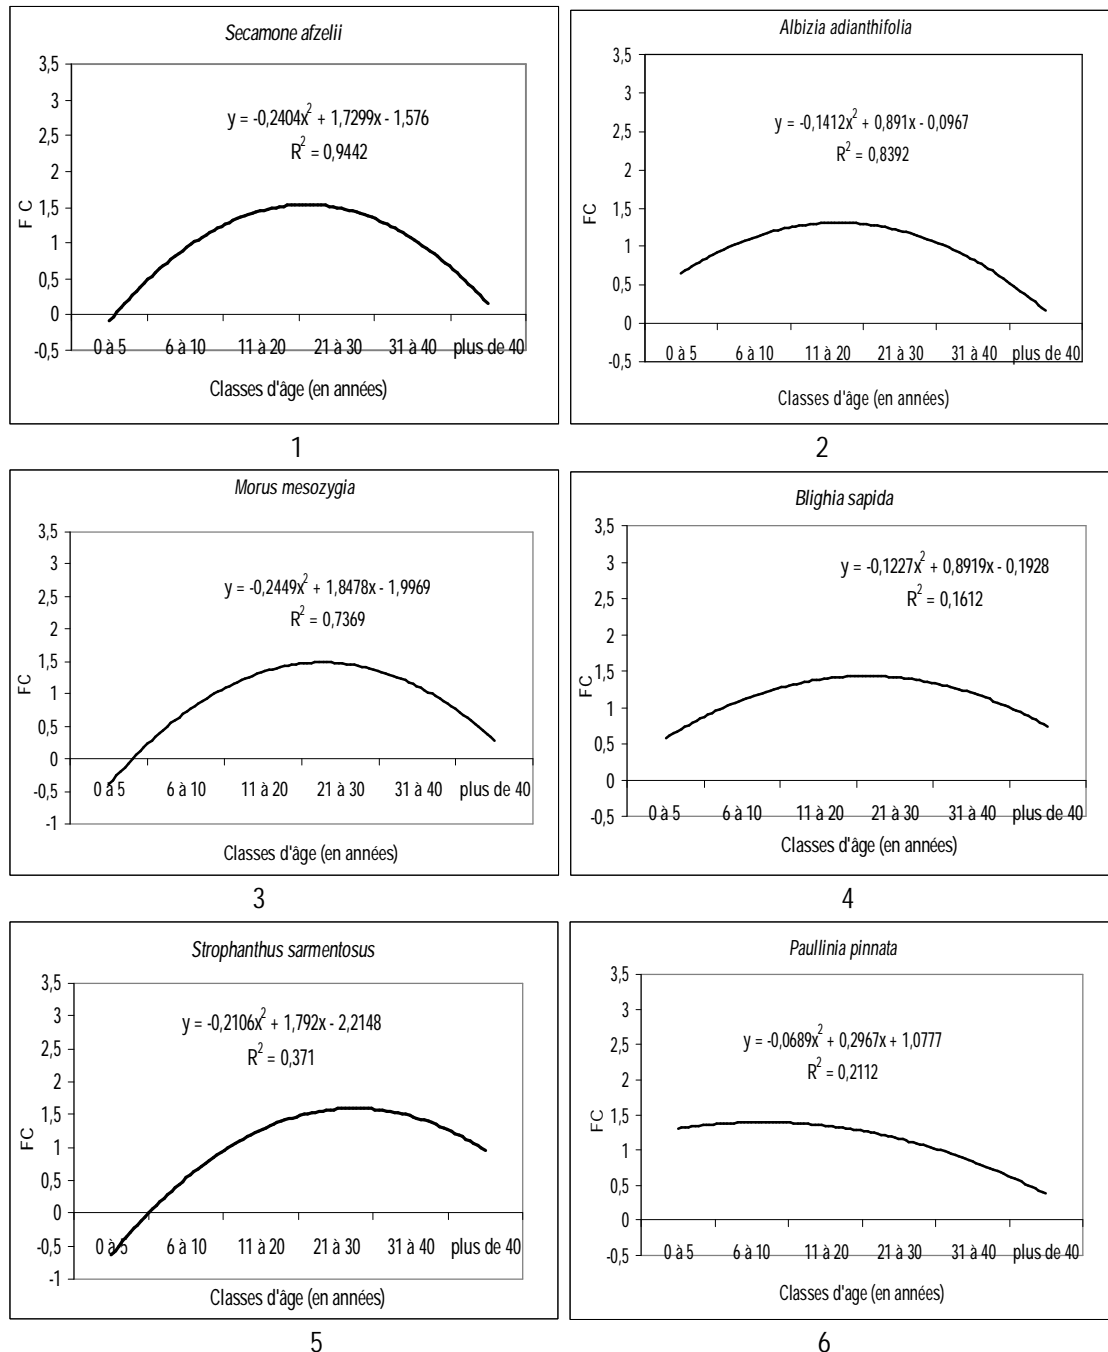 Secamone afzelii
3,5
3
2,5
2
1,5
1
0,5
0
-0,5
F C
y = -0,2404x² + 1,7299x - 1,576
R² = 0,9442
0 à 5 6 à 10 11 à 20 21 à 30 31 à 40 plus de 40
Classes d'âge (en années)
1
Albizia adianthifolia
3,5
3
2,5
2
1,5
1
0,5
0
-0,5
FC
y = -0,1412x² + 0,891x - 0,0967
R² = 0,8392
0 à 5 6 à 10 11 à 20 21 à 30 31 à 40 plus de 40
Classes d'âge (en années)
2
Morus mesozygia
3,5
3
2,5
2
1,5
1
0,5
0
-0,5
-1
FC
y = -0,2449x² + 1,8478x - 1,9969
R² = 0,7369
0 à 5 6 à 10 11 à 20 21 à 30 31 à 40 plus de 40
Classes d'âge (en années)
3
Blighia sapida
3,5
3
2,5
2
1,5
1
0,5
0
-0,5
FC
y = -0,1227x² + 0,8919x - 0,1928
R² = 0,1612
0 à 5 6 à 10 11 à 20 21 à 30 31 à 40 plus de 40
Classes d'âge (en années)
4
Strophanthus sarmentosus
3,5
3
2,5
2
1,5
1
0,5
0
-0,5
-1
FC
y = -0,2106x² + 1,792x - 2,2148
R² = 0,371
0 à 5 6 à 10 11 à 20 21 à 30 31 à 40 plus de 40
Classes d'âge (en années)
5
Paullinia pinnata
3,5
3
2,5
2
1,5
1
0,5
0
-0,5
FC
y = -0,0689x² + 0,2967x + 1,0777
R² = 0,2112
0 à 5 6 à 10 11 à 20 21 à 30 31 à 40 plus de 40
Classes d'age (en années)
6